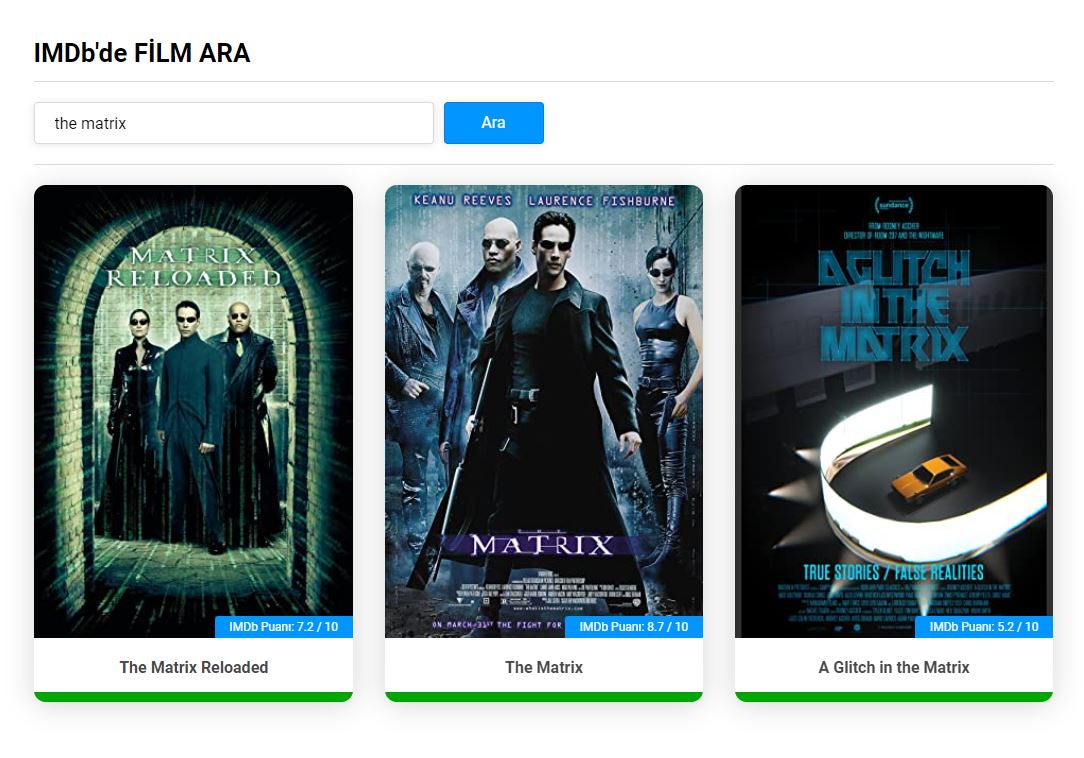 IMDb'de FİLM ARA
the matrix
Ara
MATRIX
RELOADED
IMDb Puanı: 7.2 / 10
The Matrix Reloaded
KEANU REEVES LAURENCE FISHBURNE
THE
MATRIX
www.whatisthematrix.com
ON MARCH 31ST THE FIGHT FOR
IMDb Puanı: 8.7 / 10
The Matrix
sundance
FROM RODNEY ASCHER
DIRECTOR OF ROOM 237 AND THE NIGHTMARE
A GLITCH
IN THE
MATRIX
TRUE STORIES / FALSE REALITIES
IMDb Puanı: 5.2 / 10
A Glitch in the Matrix